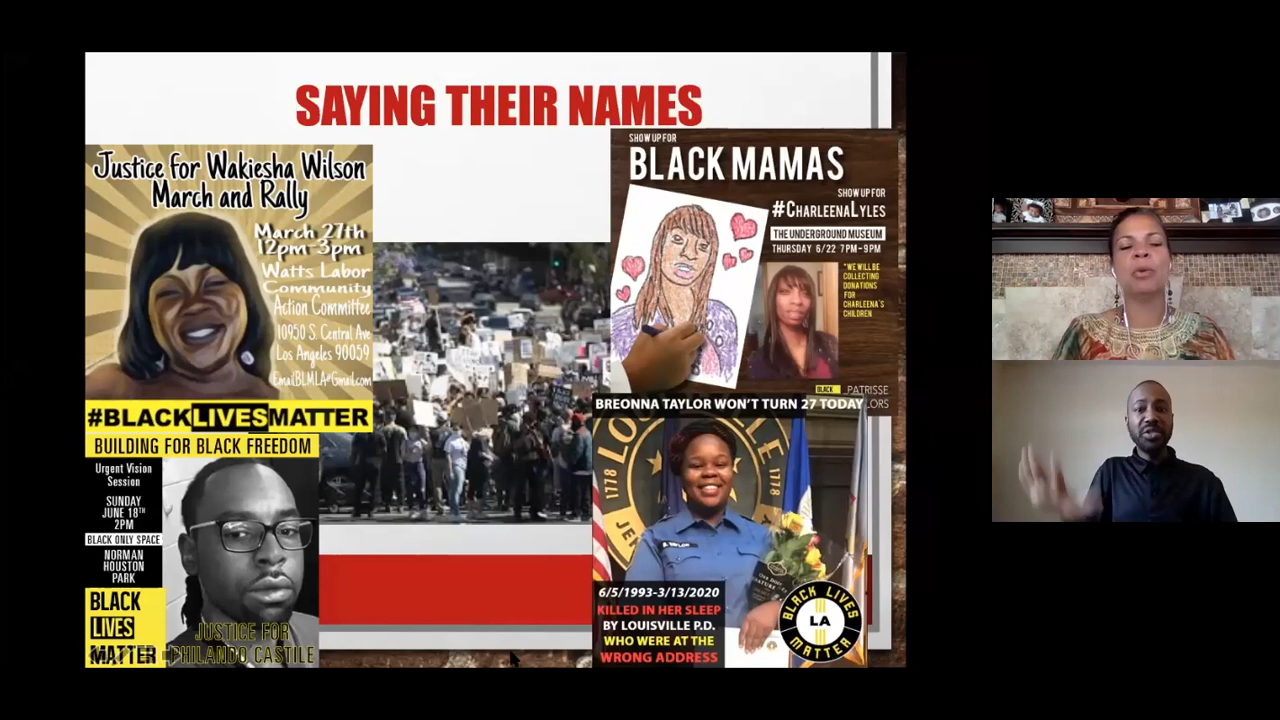 SAYING THEIR NAMES
Justice for Wakiesha Wilson
March and Rally
March 27th
12pm-3pm
Watts Labor
Community
Action Committee
10950 S. Central Ave
Los Angeles 90059
EmailBLMLA@Gmail.com
#BLACKLIVESMATTER
BUILDING FOR BLACK FREEDOM
Urgent Vision
Session
SUNDAY
JUNE 18TH
2PM
BLACK ONLY SPACE
NORMAN
HOUSTON
PARK
BLACK
LIVES
MATTER
JUSTICE FOR
PHILANDO CASTILE
SHOW UP FOR
BLACK MAMAS
SHOW UP FOR
#CHARLEENALYLES
THE UNDERGROUND MUSEUM
THURSDAY 6/22 7PM-9PM
*WE WILL BE
COLLECTING
DONATIONS
FOR
CHARLEENA'S
CHILDREN
BLACK
PATRISSE
LORS
BREONNA TAYLOR WON'T TURN 27 TODAY
1778
1778
6/5/1993-3/13/2020
KILLED IN HER SLEEP
BY LOUISVILLE P.D.
WHO WERE AT THE
WRONG ADDRESS
BLACK LIVES
LA
MATTER